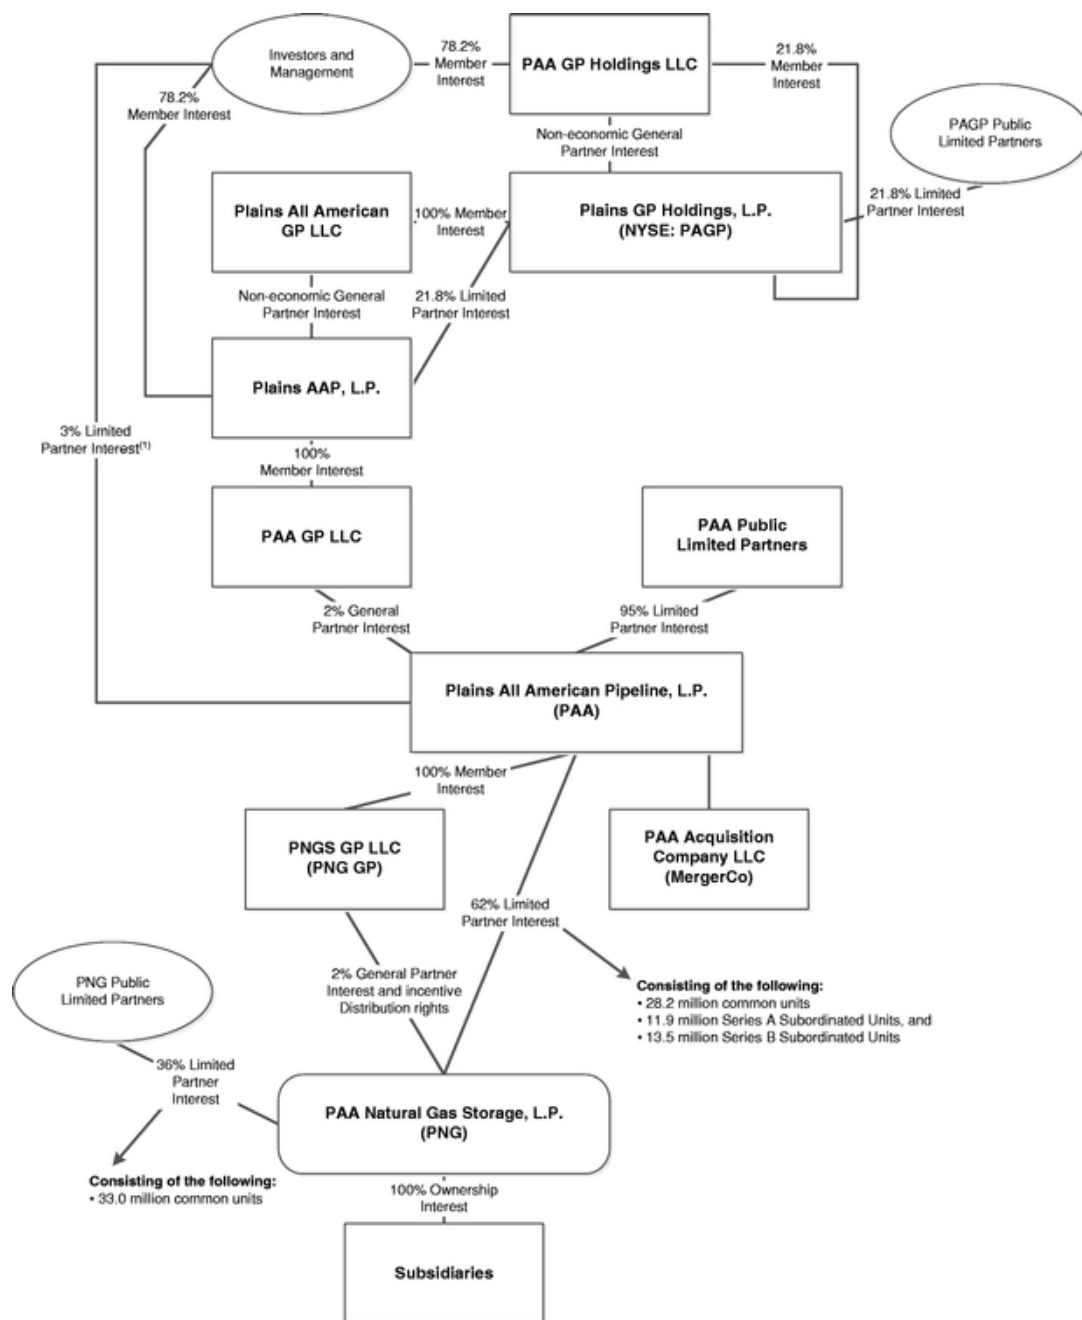 Investors and
Management
78.2%
Member
Interest
PAA GP Holdings LLC
21.8%
Member
Interest
78.2%
Member Interest
PAGP Public
Limited Partners
Non-economic General
Partner Interest
Plains All American
GP LLC
100% Member
Interest
Plains GP Holdings, L.P.
(NYSE: PAGP)
21.8% Limited
Partner Interest
Non-economic General
Partner Interest
21.8% Limited
Partner Interest
Plains AAP, L.P.
3% Limited
Partner Interest(1)
100%
Member Interest
PAA GP LLC
PAA Public
Limited Partners
2% General
Partner Interest
95% Limited
Partner Interest
Plains All American Pipeline, L.P.
(PAA)
100% Member
Interest
PNGS GP LLC
(PNG GP)
PAA Acquisition
Company LLC
(MergerCo)
62% Limited
Partner Interest
PNG Public
Limited Partners
2% General Partner
Interest and incentive
Distribution rights
Consisting of the following:
• 28.2 million common units
• 11.9 million Series A Subordinated Units, and
• 13.5 million Series B Subordinated Units
36% Limited
Partner
Interest
PAA Natural Gas Storage, L.P.
(PNG)
Consisting of the following:
• 33.0 million common units
100% Ownership
Interest
Subsidiaries